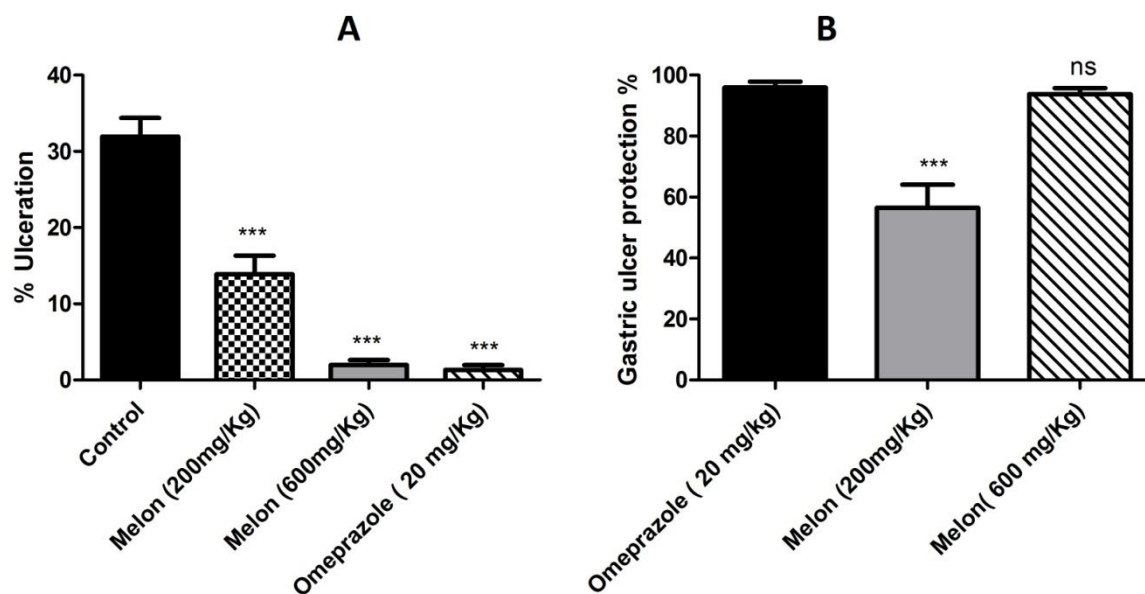 A
% Ulceration
40
30
20
10
0
***
***
***
Control
Melon (200mg/Kg)
Melon (600mg/Kg)
Omeprazole ( 20 mg/Kg)
B
Gastric ulcer protection %
100
80
60
40
20
0
***
ns
Omeprazole ( 20 mg/kg)
Melon (200mg/Kg)
Melon( 600 mg/Kg)